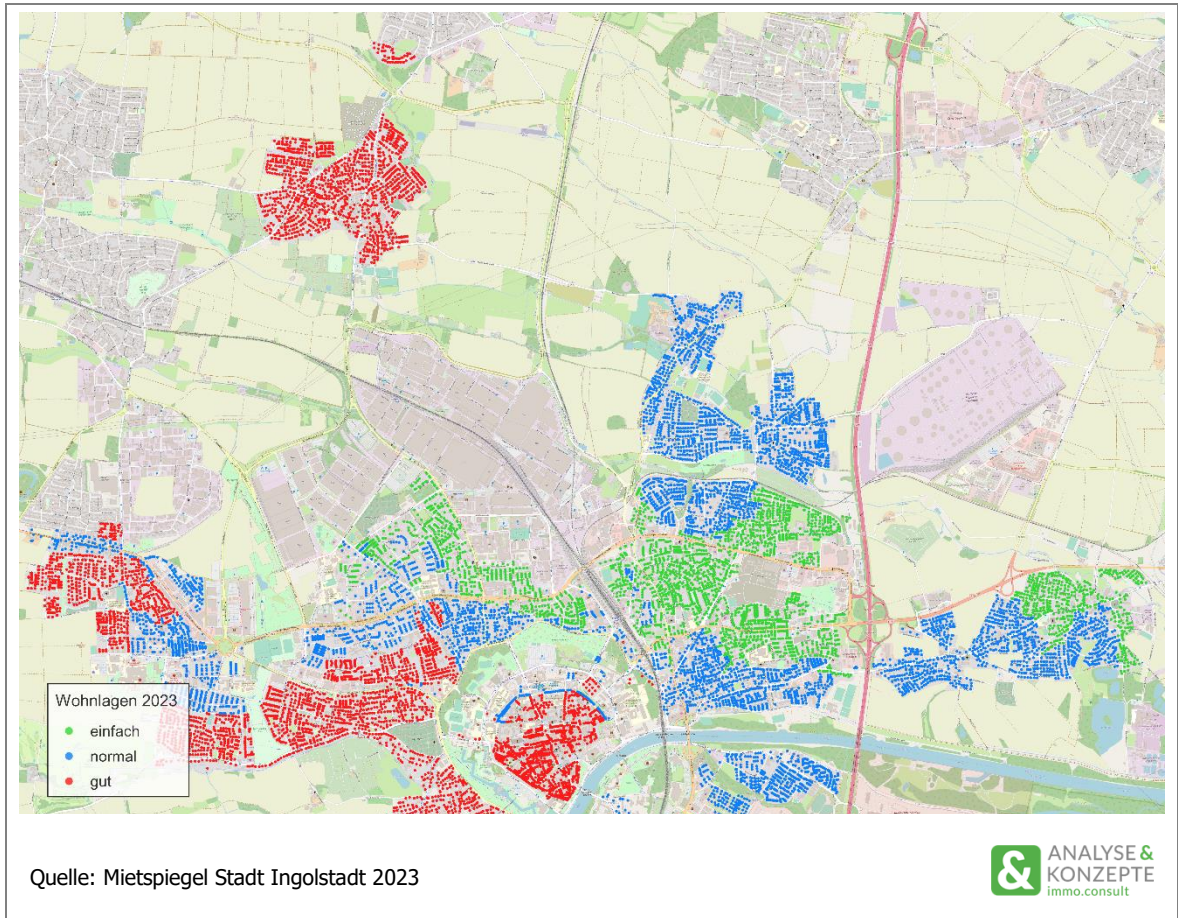 Wohnlagen 2023
einfach
normal
gut
Quelle: Mietspiegel Stadt Ingolstadt 2023
&
ANALYSE &
KONZEPTE
immo.consult